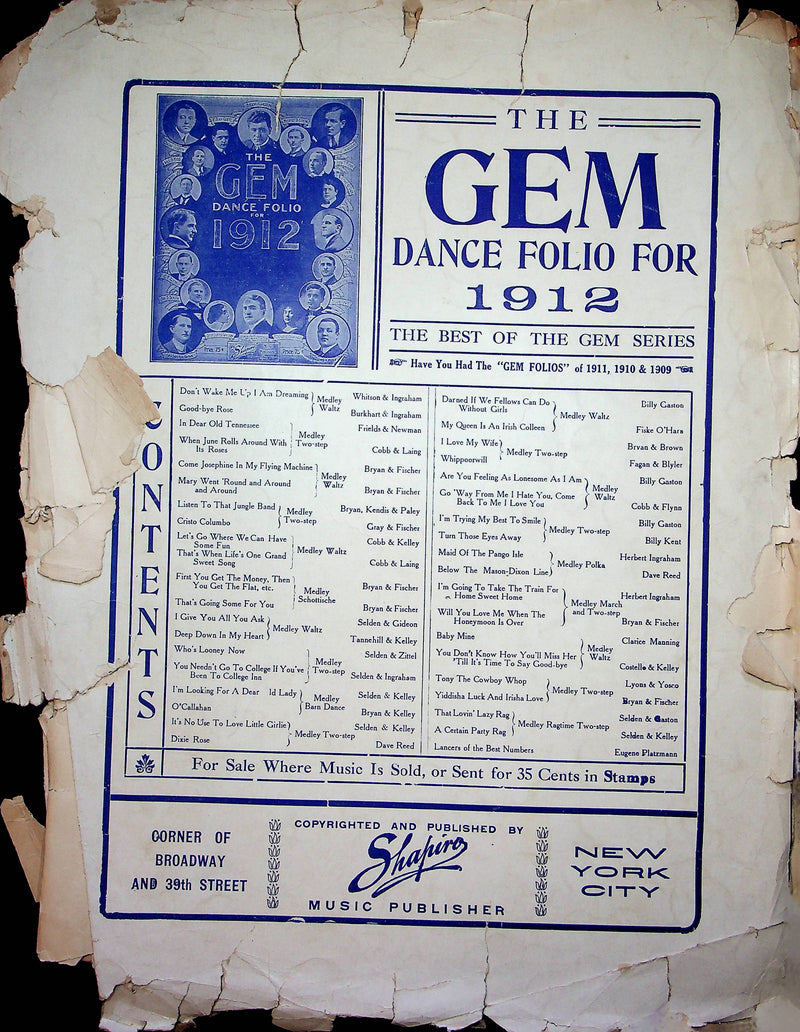 THE
GEM
DANCE FOLIO
FOR
1912
THE
GEM
DANCE FOLIO FOR
1912
THE BEST OF THE GEM SERIES
Have You Had The "GEM FOLIOS" of 1911, 1910 & 1909
CONTENTS
Don't Wake Me Up I Am Dreaming Whitson & Ingraham
Medley Waltz
Good-bye Rose Burkhart & Ingraham
In Dear Old Tennessee Frields & Newman
Medley Two-step
When June Rolls Around With
Its Roses Cobb & Laing
Come Josephine In My Flying Machine Bryan & Fischer
Medley Waltz
Mary Went 'Round and Around
and Around Bryan & Fischer
Listen To That Jungle Band Bryan, Kendis & Paley
Medley Two-step
Cristo Columbo Gray & Fischer
Let's Go Where We Can Have
Some Fun Cobb & Kelley
Medley Waltz
That's When Life's One Grand
Sweet Song Cobb & Laing
First You Get The Money, Then
You Get The Flat, etc. Bryan & Fischer
Medley Schottische
That's Going Some For You Bryan & Fischer
I Give You All You Ask Selden & Gideon
Medley Waltz
Deep Down In My Heart Tannehill & Kelley
Who's Looney Now Selden & Zittel
Medley Two-step
You Needn't Go To College If You've
Been To College Inn Selden & Ingraham
I'm Looking For A Dear ld Lady Selden & Kelley
Medley Barn Dance
O'Callahan Bryan & Kelley
It's No Use To Love Little Girlie Selden & Kelley
Medley Two-step
Dixie Rose Dave Reed
Darned If We Fellows Can Do
Without Girls Billy Gaston
Medley Waltz
My Queen Is An Irish Colleen Fiske O'Hara
I Love My Wife Bryan & Brown
Medley Two-step
Whippoorwill Fagan & Blyler
Are You Feeling As Lonesome As I Am Billy Gaston
Medley Waltz
Go 'Way From Me I Hate You, Come
Back To Me I Love You Cobb & Flynn
I'm Trying My Best To Smile Billy Gaston
Medley Two-step
Turn Those Eyes Away Billy Kent
Maid Of The Pango Isle Herbert Ingraham
Medley Polka
Below The Mason-Dixon Line Dave Reed
I'm Going To Take The Train For
Home Sweet Home Herbert Ingraham
Medley March and Two-step
Will You Love Me When The
Honeymoon Is Over Bryan & Fischer
Baby Mine Clarice Manning
Medley Waltz
You Don't Know How You'll Miss Her
'Till It's Time To Say Good-bye Costello & Kelley
Tony The Cowboy Whop Lyons & Yosco
Medley Two-step
Yiddisha Luck And Irisha Love Bryan & Fischer
That Lovin' Lazy Rag Selden & Gaston
Medley Ragtime Two-step
A Certain Party Rag Selden & Kelley
Lancers of the Best Numbers Eugene Platzmann
For Sale Where Music Is Sold, or Sent for 35 Cents in Stamps
CORNER OF
BROADWAY
AND 39th STREET
COPYRIGHTED AND PUBLISHED BY
Shapiro
MUSIC PUBLISHER
NEW
YORK
CITY